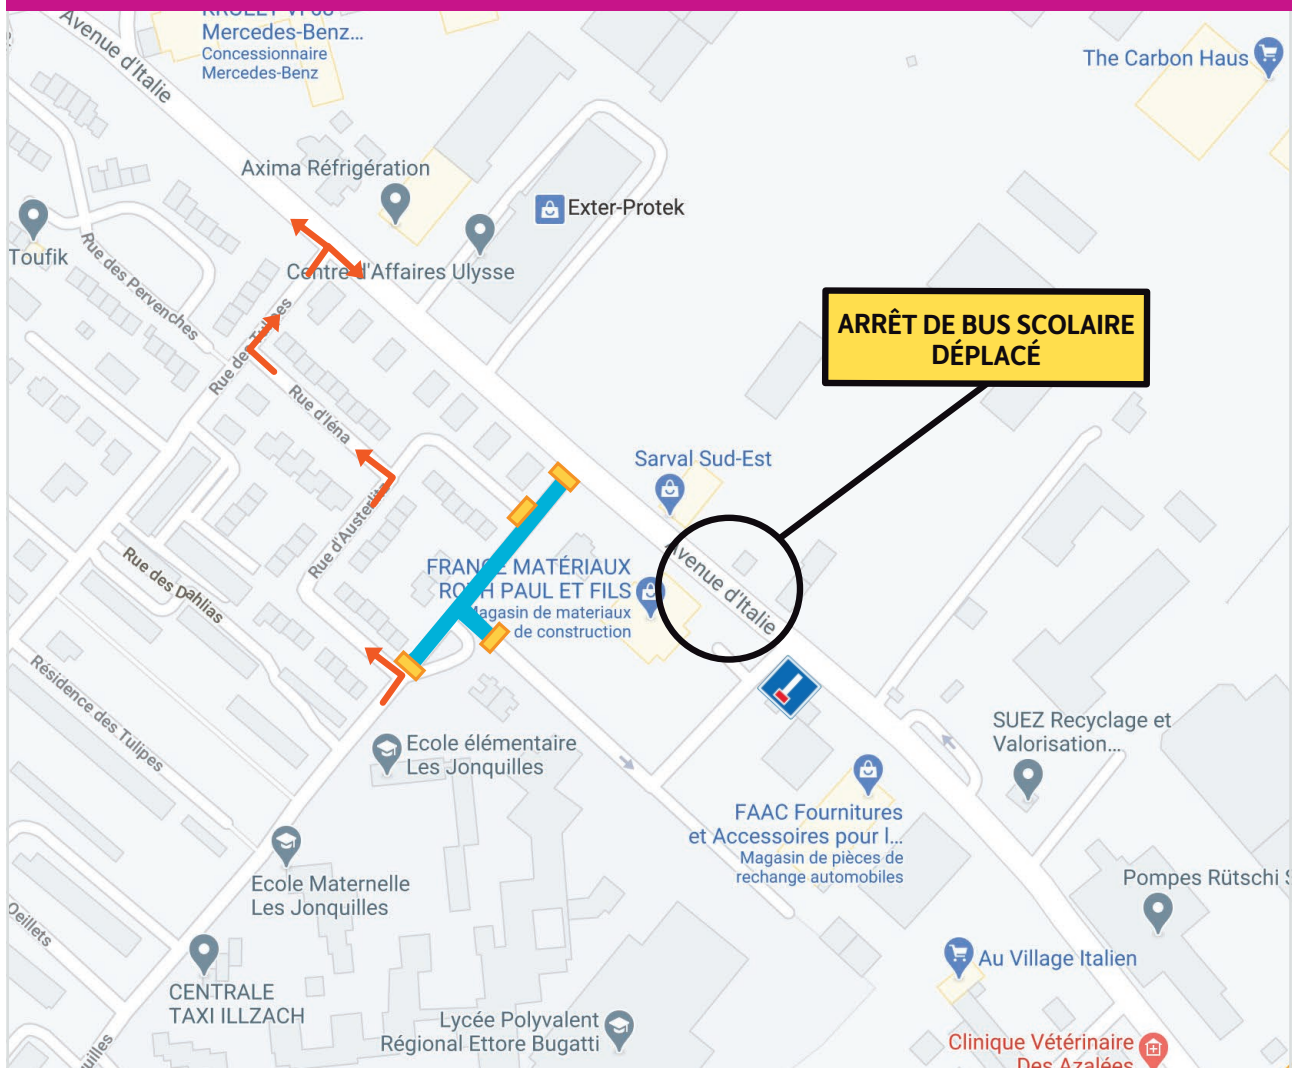 Mercedes-Benz...
Concessionnaire
Mercedes-Benz
Avenue d'Italie
The Carbon Haus
Axima Réfrigération
Exter-Protek
Toufik
Rue des Pervenches
Centre d'Affaires Ulysse
ARRÊT DE BUS SCOLAIRE
DÉPLACÉ
Rue des Tulipes
Rue d'Iéna
Sarval Sud-Est
Rue d'Austerlitz
FRANCE MATÉRIAUX
ROTH PAUL ET FILS
Magasin de materiaux
de construction
Avenue d'Italie
Rue des Dahlias
Résidence des Tulipes
Ecole élémentaire
Les Jonquilles
SUEZ Recyclage et
Valorisation...
FAAC Fournitures
et Accessoires pour l...
Magasin de pièces de
rechange automobiles
Ecole Maternelle
Les Jonquilles
Pompes Rütschi
Oeillets
Au Village Italien
CENTRALE
TAXI ILLZACH
Lycée Polyvalent
Régional Ettore Bugatti
Clinique Vétérinaire
Des Azalées